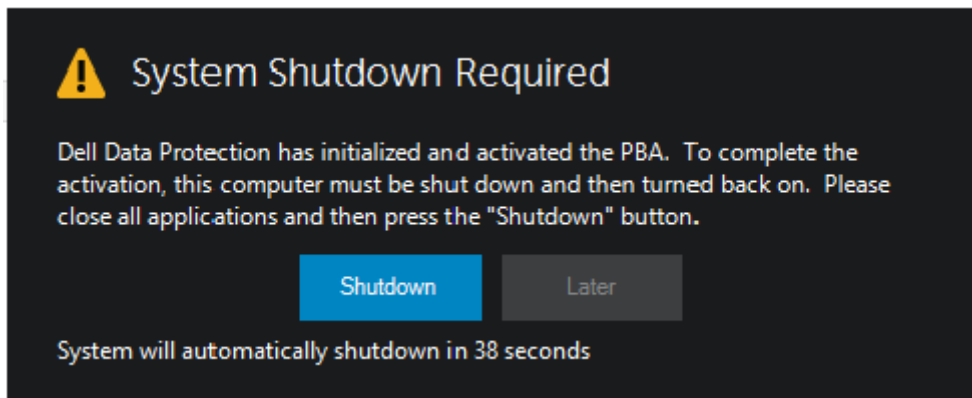 System Shutdown Required
Dell Data Protection has initialized and activated the PBA.  To complete the
activation, this computer must be shut down and then turned back on.  Please
close all applications and then press the "Shutdown" button.
Shutdown
Later
System will automatically shutdown in 38 seconds